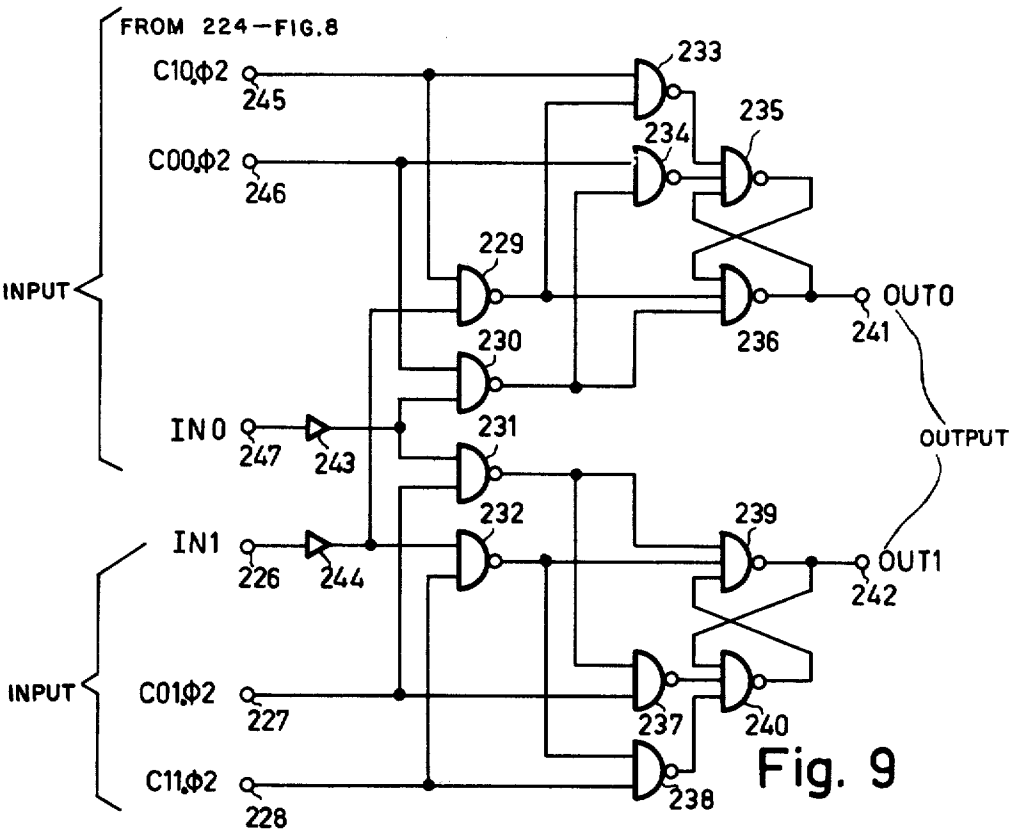 FROM 224-FIG.8
C10.Φ2
245
233
235
C00.Φ2
246
234
229
INPUT
OUT0
241
236
230
IN0
247
243
231
OUTPUT
IN1
226
244
232
239
OUT1
242
INPUT
C01.Φ2
227
237
240
C11.Φ2
228
238
Fig. 9